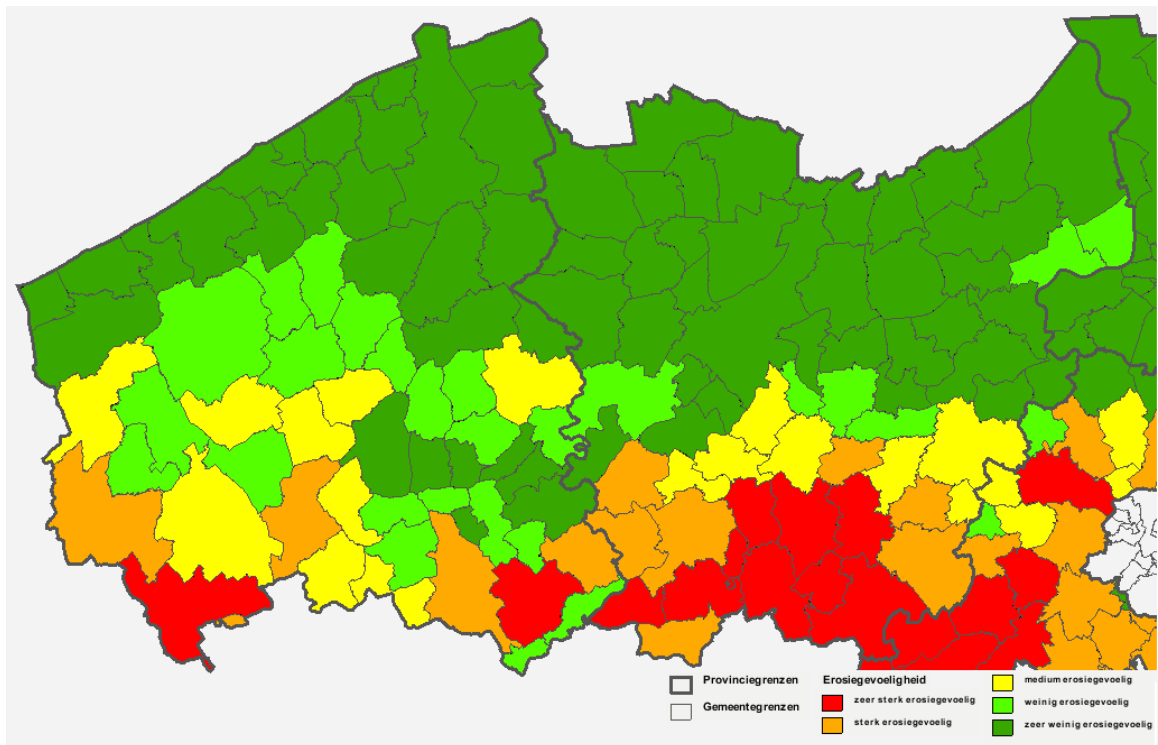 Provinciegrenzen
Gemeentegrenzen
Erosiegevoeligheid
zeer sterk erosiegevoelig
sterk erosiegevoelig
medium erosiegevoelig
weinig erosiegevoelig
zeer weinig erosiegevoelig